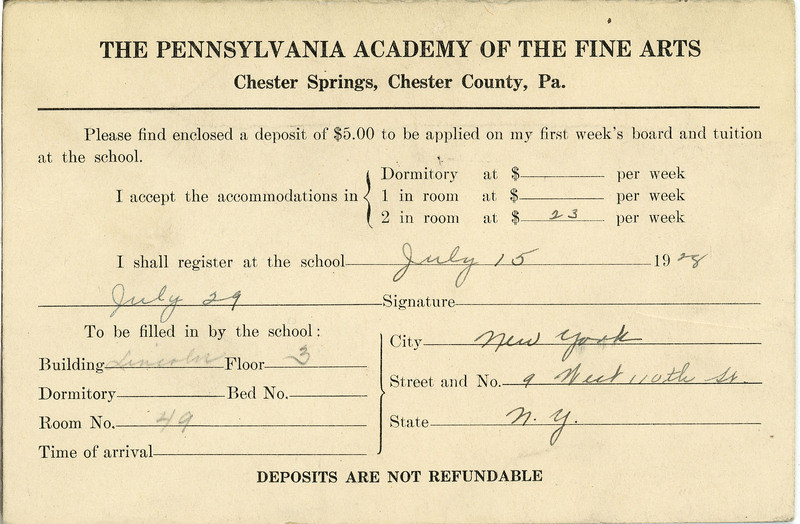 THE PENNSYLVANIA ACADEMY OF THE FINE ARTS
Chester Springs, Chester County, Pa.
Please find enclosed a deposit of $5.00 to be applied on my first week's board and tuition
at the school.
I accept the accommodations in
Dormitory at $ per week
1 in room at $ per week
2 in room at $ 23 per week
I shall register at the school July 15 1928
July 29 Signature
To be filled in by the school:
Building Lincoln Floor 3
Dormitory Bed No.
Room No. 49
Time of arrival
City New York
Street and No. 9 West 110th St.
State N. Y.
DEPOSITS ARE NOT REFUNDABLE